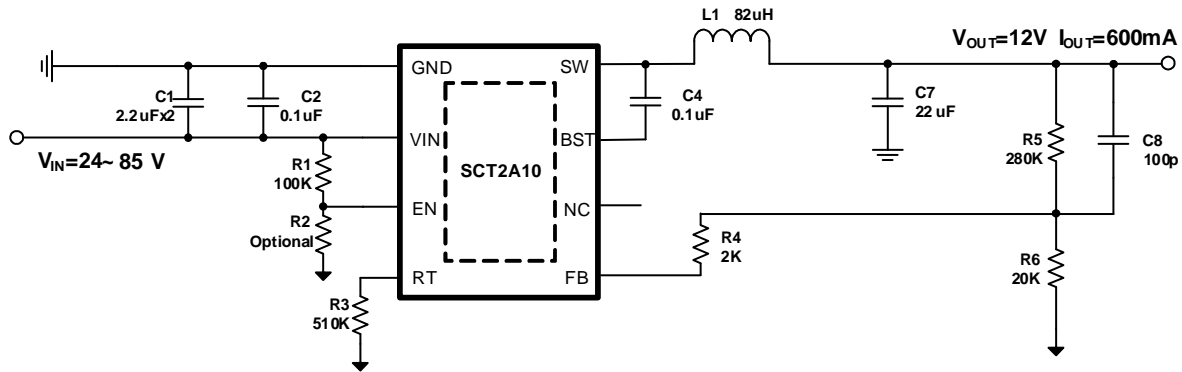 L1 82uH
VOUT=12V IOUT=600mA
GND
SW
C1
2.2uFx2
C2
0.1uF
C4
0.1uF
C7
22uF
VIN
BST
VIN=24~ 85 V
R1
100K
SCT2A10
R5
280K
C8
100p
EN
NC
R2
Optional
R4
2K
RT
FB
R6
20K
R3
510K